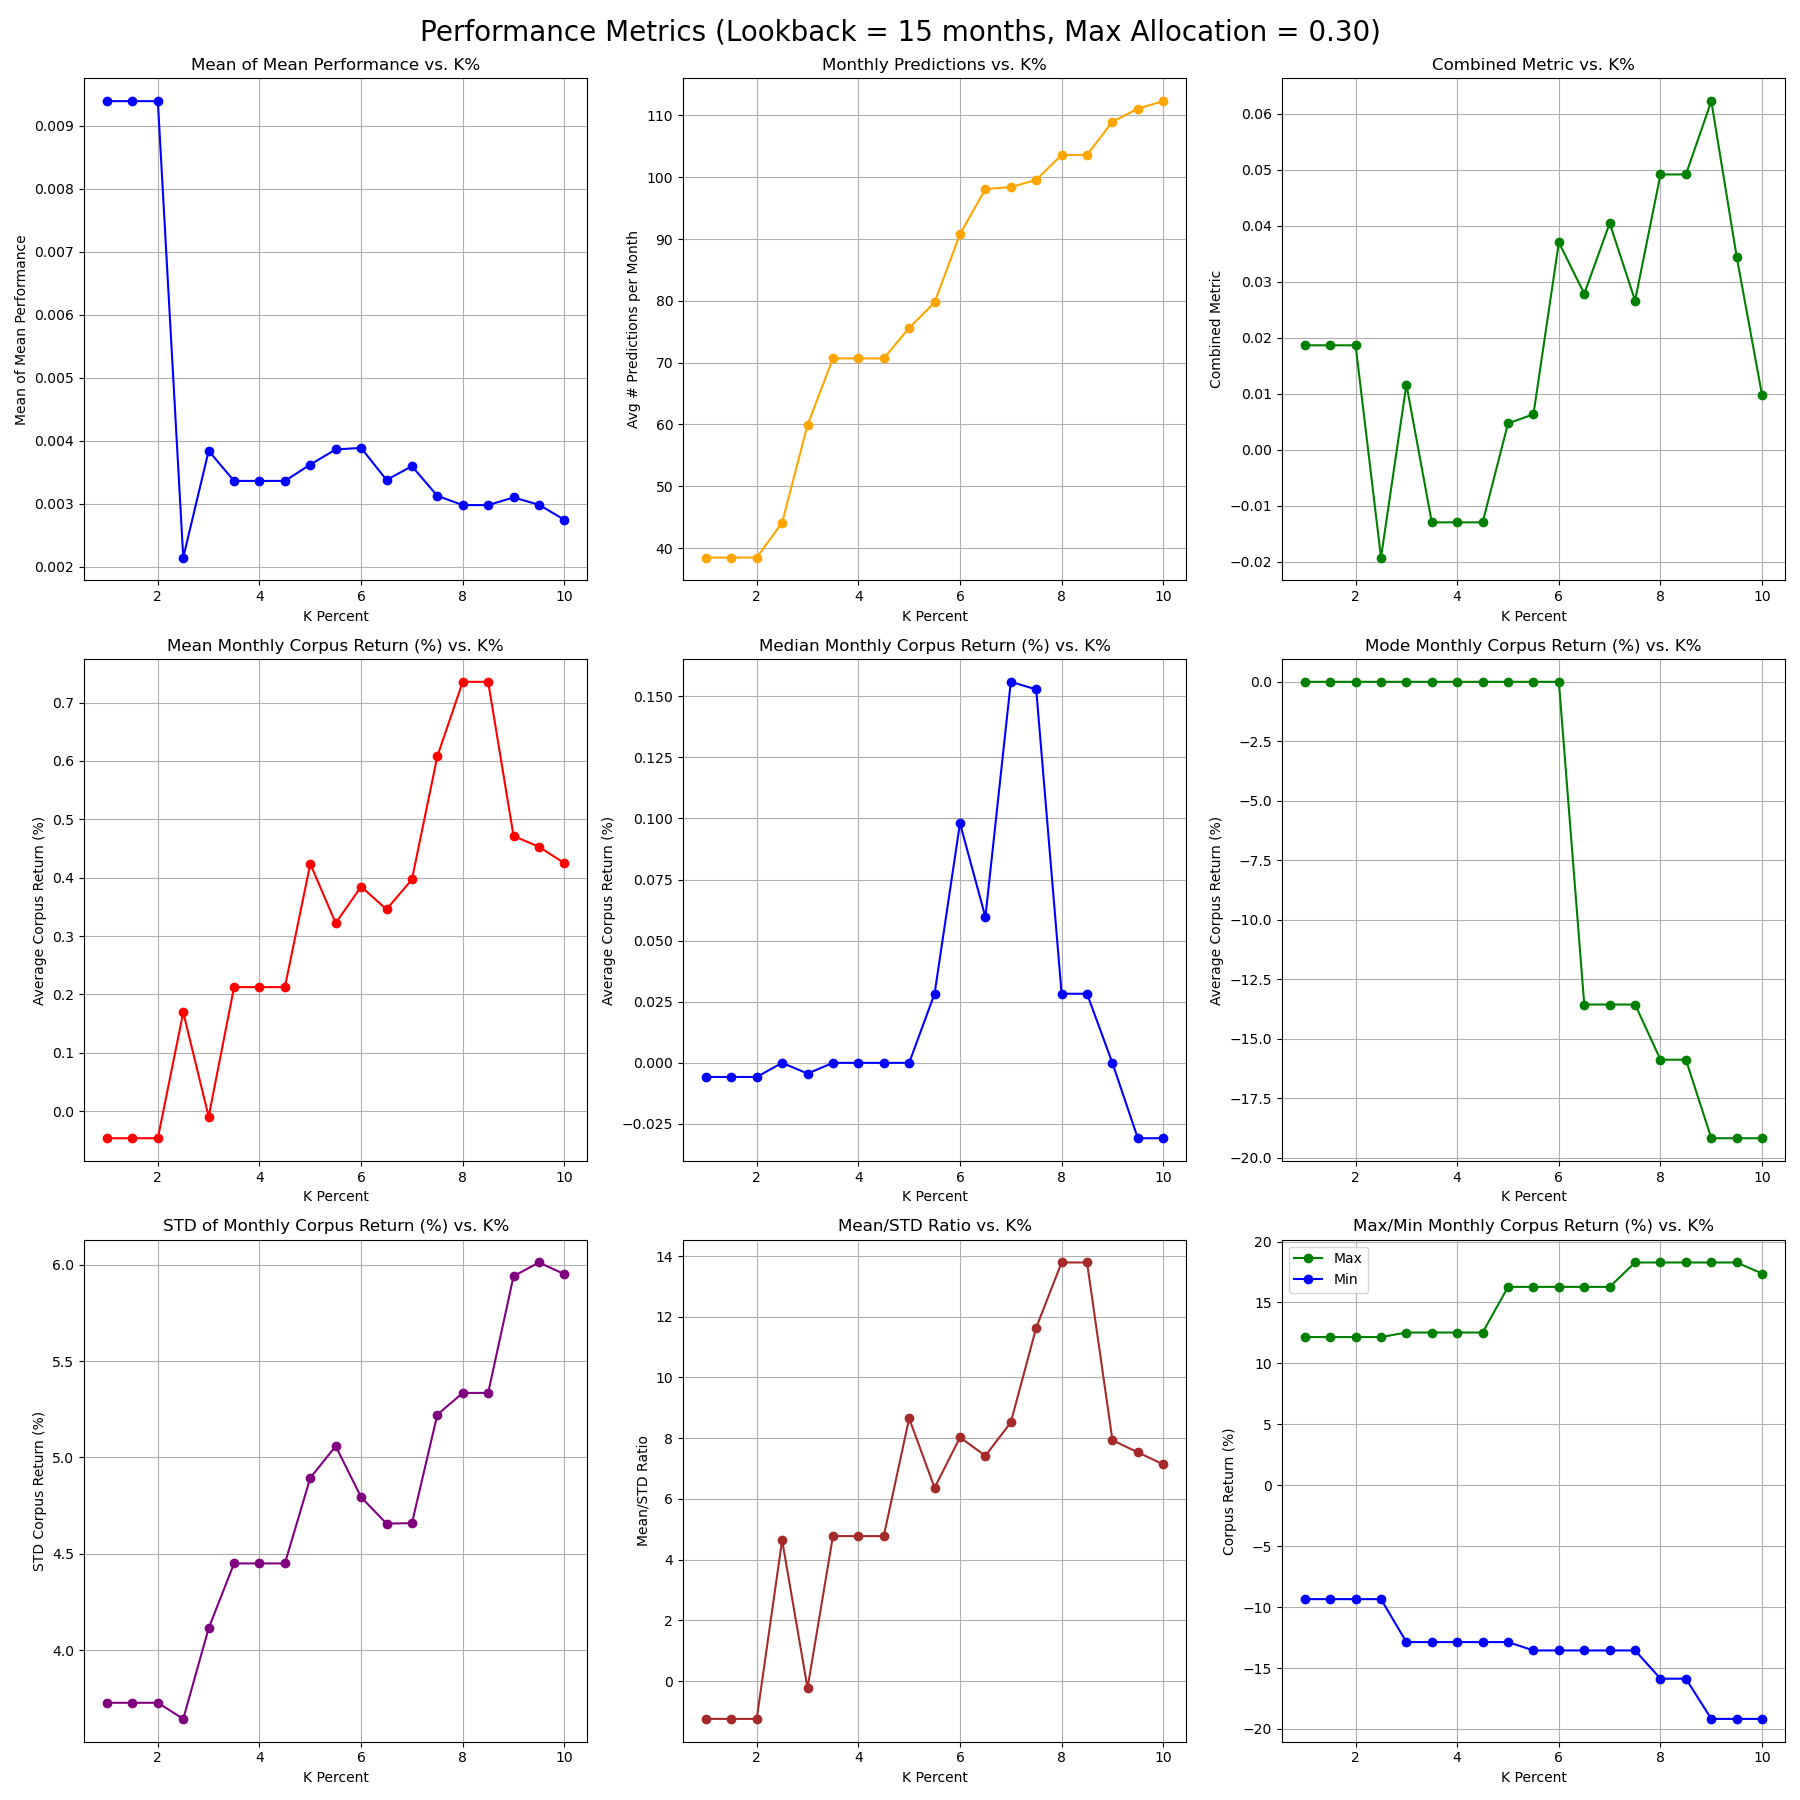 Performance Metrics (Lookback = 15 months, Max Allocation = 0.30)
Mean of Mean Performance vs. K%
Mean of Mean Performance
0.009
0.008
0.007
0.006
0.005
0.004
0.003
0.002
2 4 6 8 10
K Percent
Monthly Predictions vs. K%
Avg # Predictions per Month
110
100
90
80
70
60
50
40
2 4 6 8 10
K Percent
Combined Metric vs. K%
Combined Metric
0.06
0.05
0.04
0.03
0.02
0.01
0.00
−0.01
−0.02
2 4 6 8 10
K Percent
Mean Monthly Corpus Return (%) vs. K%
Average Corpus Return (%)
0.7
0.6
0.5
0.4
0.3
0.2
0.1
0.0
2 4 6 8 10
K Percent
Median Monthly Corpus Return (%) vs. K%
Average Corpus Return (%)
0.150
0.125
0.100
0.075
0.050
0.025
0.000
−0.025
2 4 6 8 10
K Percent
Mode Monthly Corpus Return (%) vs. K%
Average Corpus Return (%)
0.0
−2.5
−5.0
−7.5
−10.0
−12.5
−15.0
−17.5
−20.0
2 4 6 8 10
K Percent
STD of Monthly Corpus Return (%) vs. K%
STD Corpus Return (%)
6.0
5.5
5.0
4.5
4.0
2 4 6 8 10
K Percent
Mean/STD Ratio vs. K%
Mean/STD Ratio
14
12
10
8
6
4
2
0
2 4 6 8 10
K Percent
Max/Min Monthly Corpus Return (%) vs. K%
Max
Min
Corpus Return (%)
20
15
10
5
0
−5
−10
−15
−20
2 4 6 8 10
K Percent